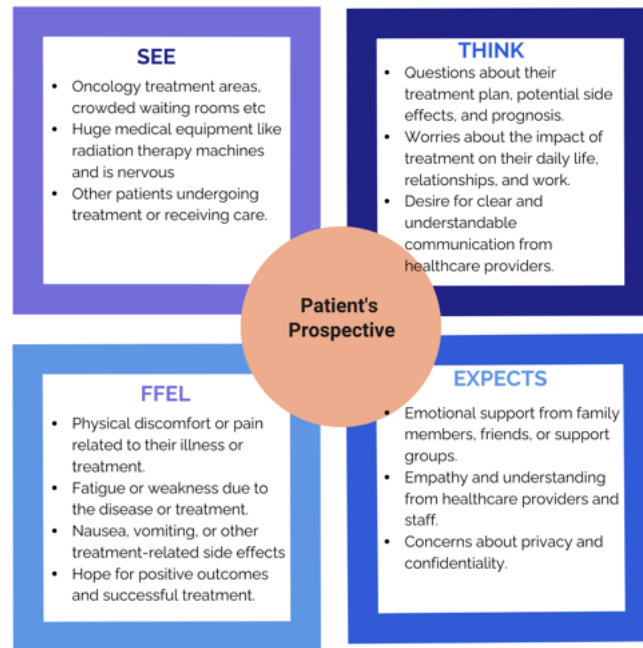 SEE
• Oncology treatment areas,
crowded waiting rooms etc
• Huge medical equipment like
radiation therapy machines
and is nervous
• Other patients undergoing
treatment or receiving care.
THINK
• Questions about their
treatment plan, potential side
effects, and prognosis.
• Worries about the impact of
treatment on their daily life,
relationships, and work.
• Desire for clear and
understandable
communication from
healthcare providers.
Patient's
Prospective
FFEL
• Physical discomfort or pain
related to their illness or
treatment.
• Fatigue or weakness due to
the disease or treatment.
• Nausea, vomiting, or other
treatment-related side effects
• Hope for positive outcomes
and successful treatment.
EXPECTS
• Emotional support from family
members, friends, or support
groups.
• Empathy and understanding
from healthcare providers and
staff.
• Concerns about privacy and
confidentiality.